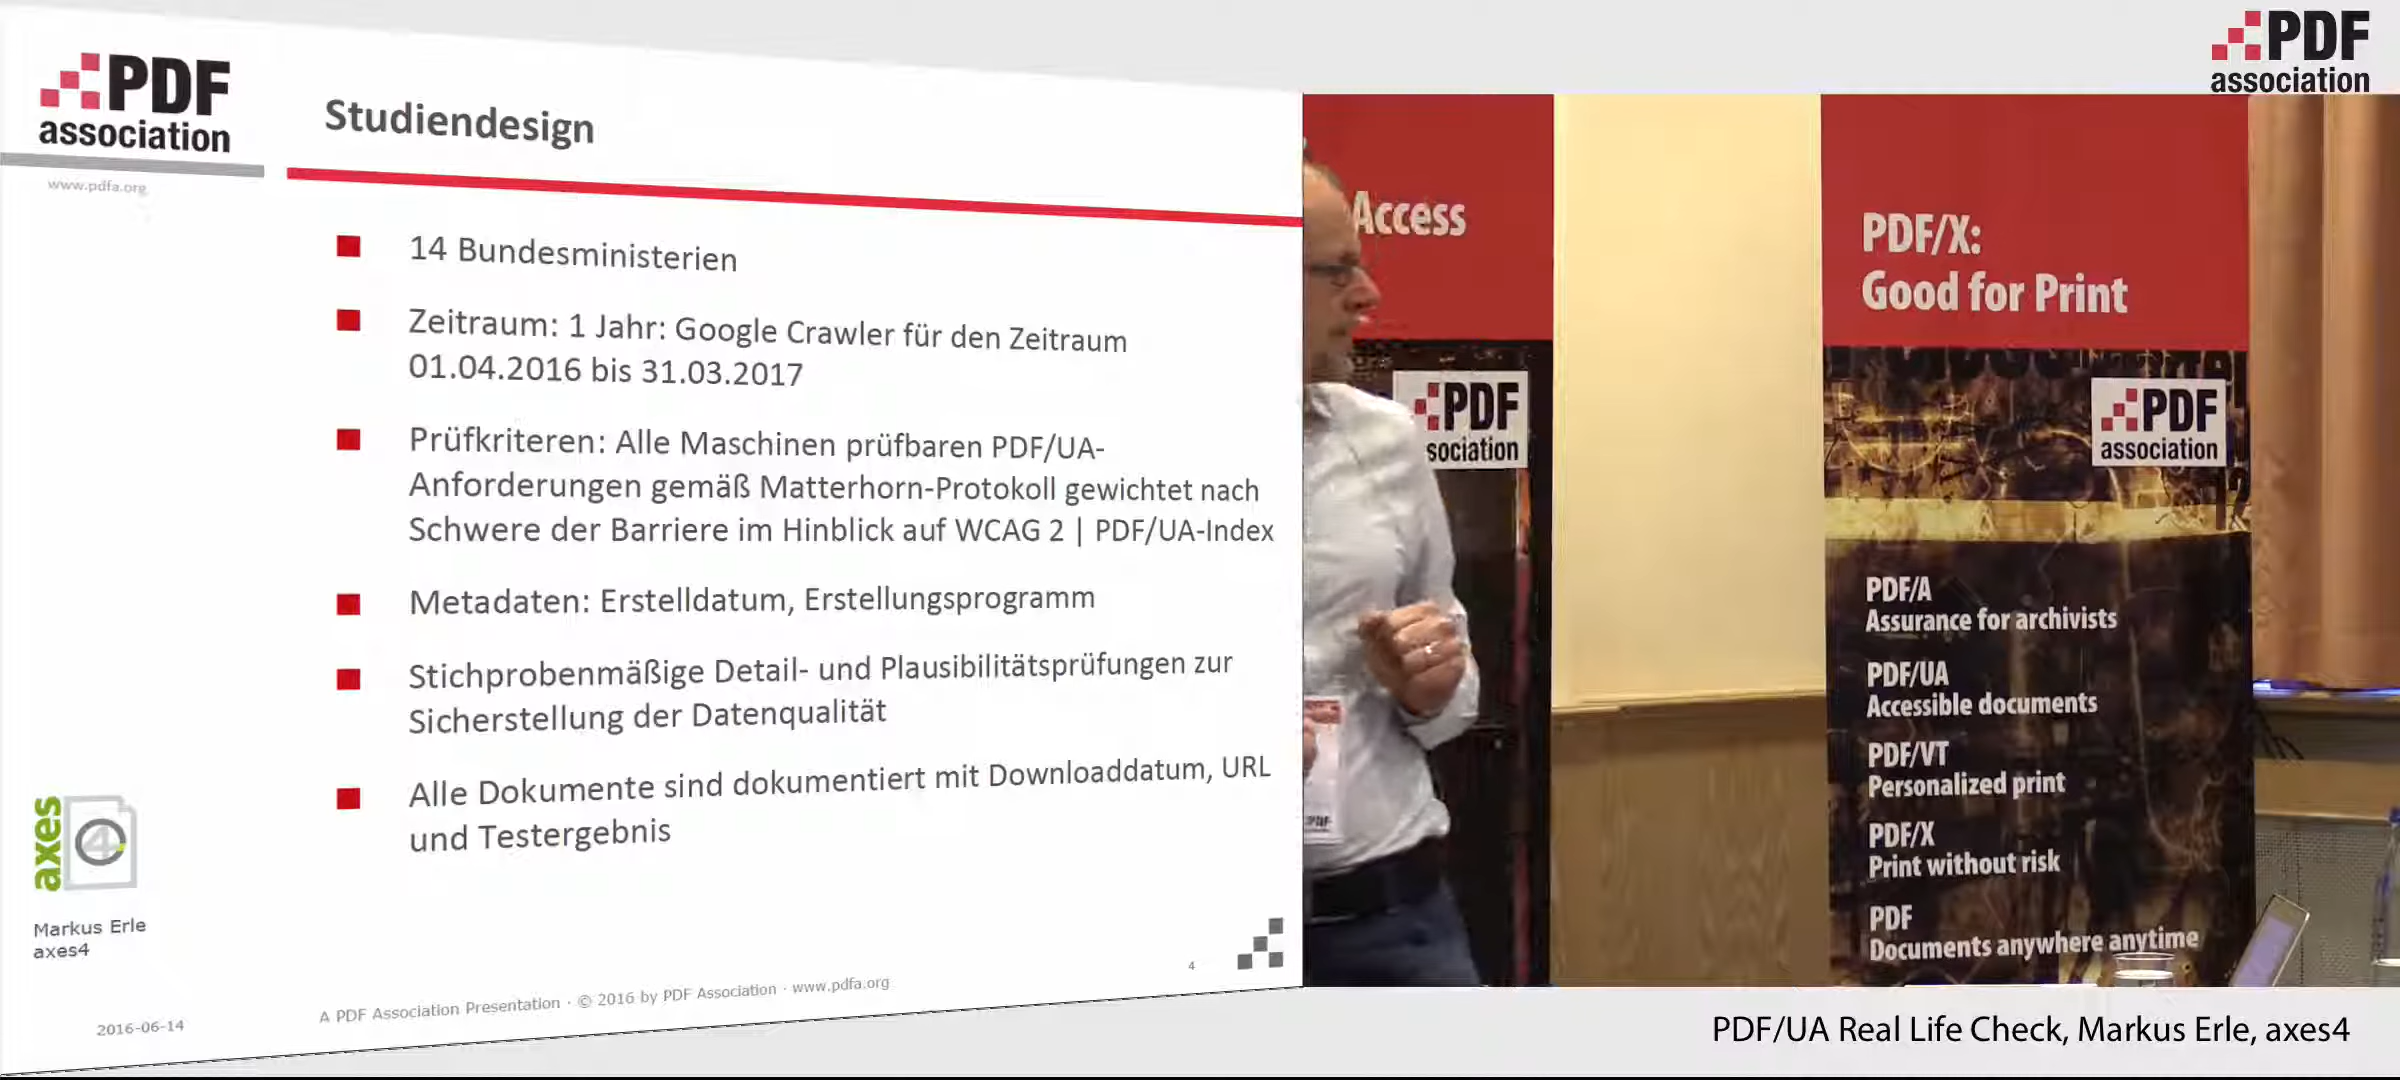 PDF
association
www.pdfa.org
Studiendesign
14 Bundesministerien
Zeitraum: 1 Jahr: Google Crawler für den Zeitraum
01.04.2016 bis 31.03.2017
Prüfkriteren: Alle Maschinen prüfbaren PDF/UA-
Anforderungen gemäß Matterhorn-Protokoll gewichtet nach
Schwere der Barriere im Hinblick auf WCAG 2 | PDF/UA-Index
Metadaten: Erstelldatum, Erstellungsprogramm
Stichprobenmäßige Detail- und Plausibilitätsprüfungen zur
Sicherstellung der Datenqualität
Alle Dokumente sind dokumentiert mit Downloaddatum, URL
und Testergebnis
axes
4
Markus Erle
axes4
4
A PDF Association Presentation · © 2016 by PDF Association · www.pdfa.org
2016-06-14
PDF
association
Access
PDF
sociation
PDF/X:
Good for Print
PDF
association
PDF/A
Assurance for archivists
PDF/UA
Accessible documents
PDF/VT
Personalized print
PDF/X
Print without risk
PDF
Documents anywhere anytime
PDF
PDF/UA Real Life Check, Markus Erle, axes4